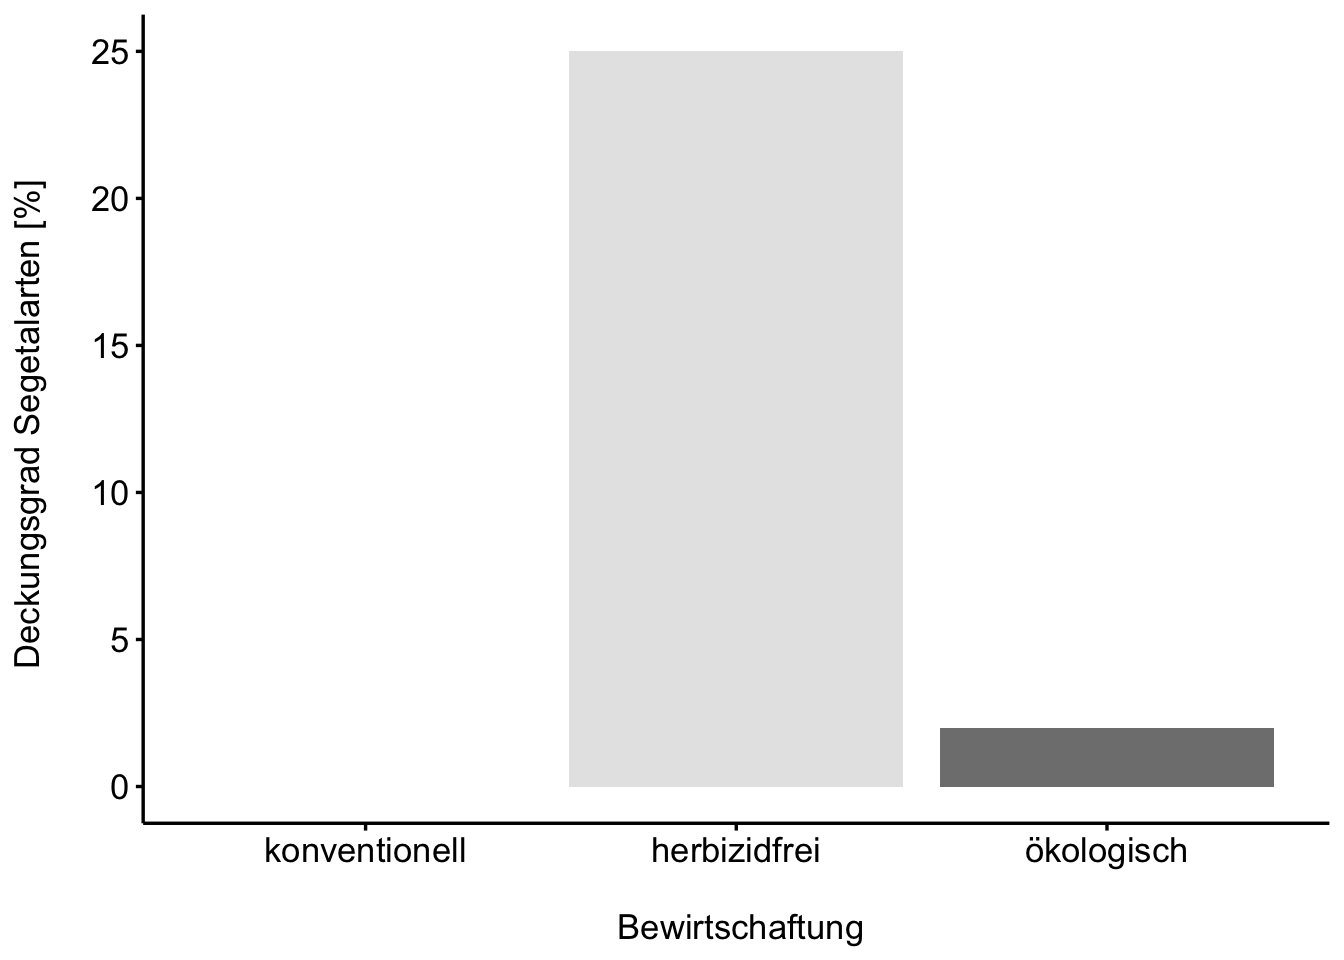 Deckungsgrad Segetalarten [%]
25
20
15
10
5
0
konventionell herbizidfrei ökologisch
Bewirtschaftung